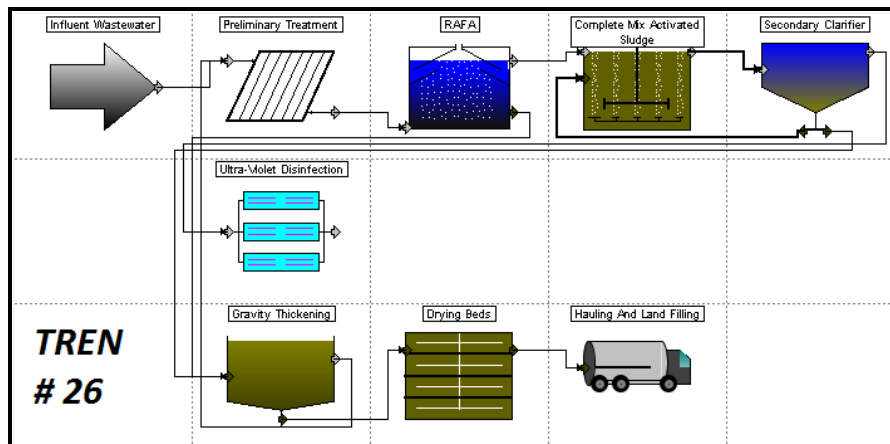 Influent Wastewater
Preliminary Treatment
RAFA
Complete Mix Activated
Sludge
Secondary Clarifier
Ultra-Violet Disinfection
Gravity Thickening
Drying Beds
Hauling And Land Filling
TREN
# 26